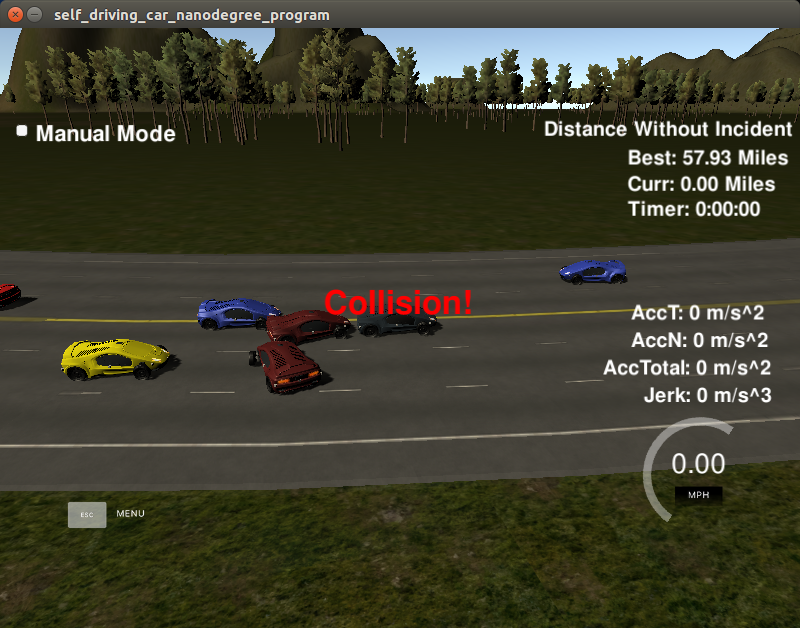 self_driving_car_nanodegree_program
Manual Mode
Distance Without Incident
Best: 57.93 Miles
Curr: 0.00 Miles
Timer: 0:00:00
Collision!
AccT: 0 m/s^2
AccN: 0 m/s^2
AccTotal: 0 m/s^2
Jerk: 0 m/s^3
0.00
MPH
ESC MENU